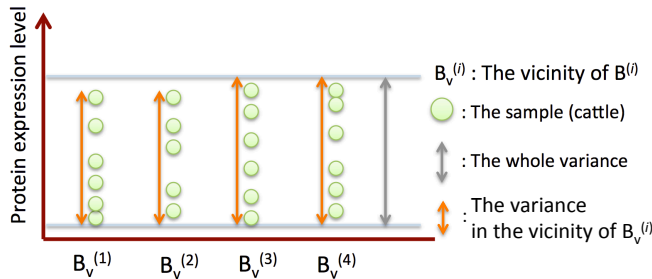 Protein expression level
B_v^(1) B_v^(2) B_v^(3) B_v^(4)
B_v^(i) : The vicinity of B^(i)
: The sample (cattle)
: The whole variance
: The variance
in the vicinity of B_v^(i)